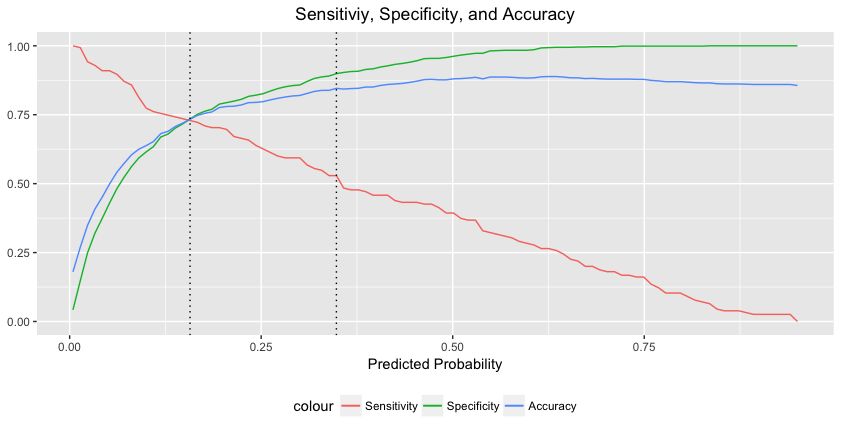 Sensitiviy, Specificity, and Accuracy
1.00
0.75
0.50
0.25
0.00
0.00 0.25 0.50 0.75
Predicted Probability
colour Sensitivity Specificity Accuracy